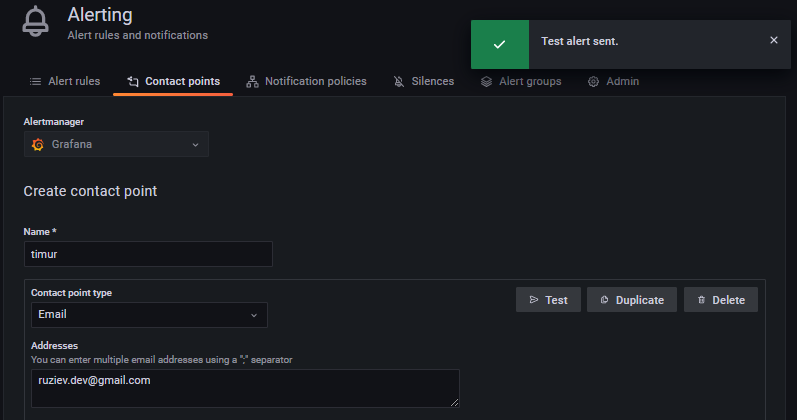 Alerting
Alert rules and notifications
Test alert sent.
Alert rules
Contact points
Notification policies
Silences
Alert groups
Admin
Alertmanager
Grafana
Create contact point
Name *
timur
Contact point type
Email
Test
Duplicate
Delete
Addresses
You can enter multiple email addresses using a ";" separator
ruziev.dev@gmail.com